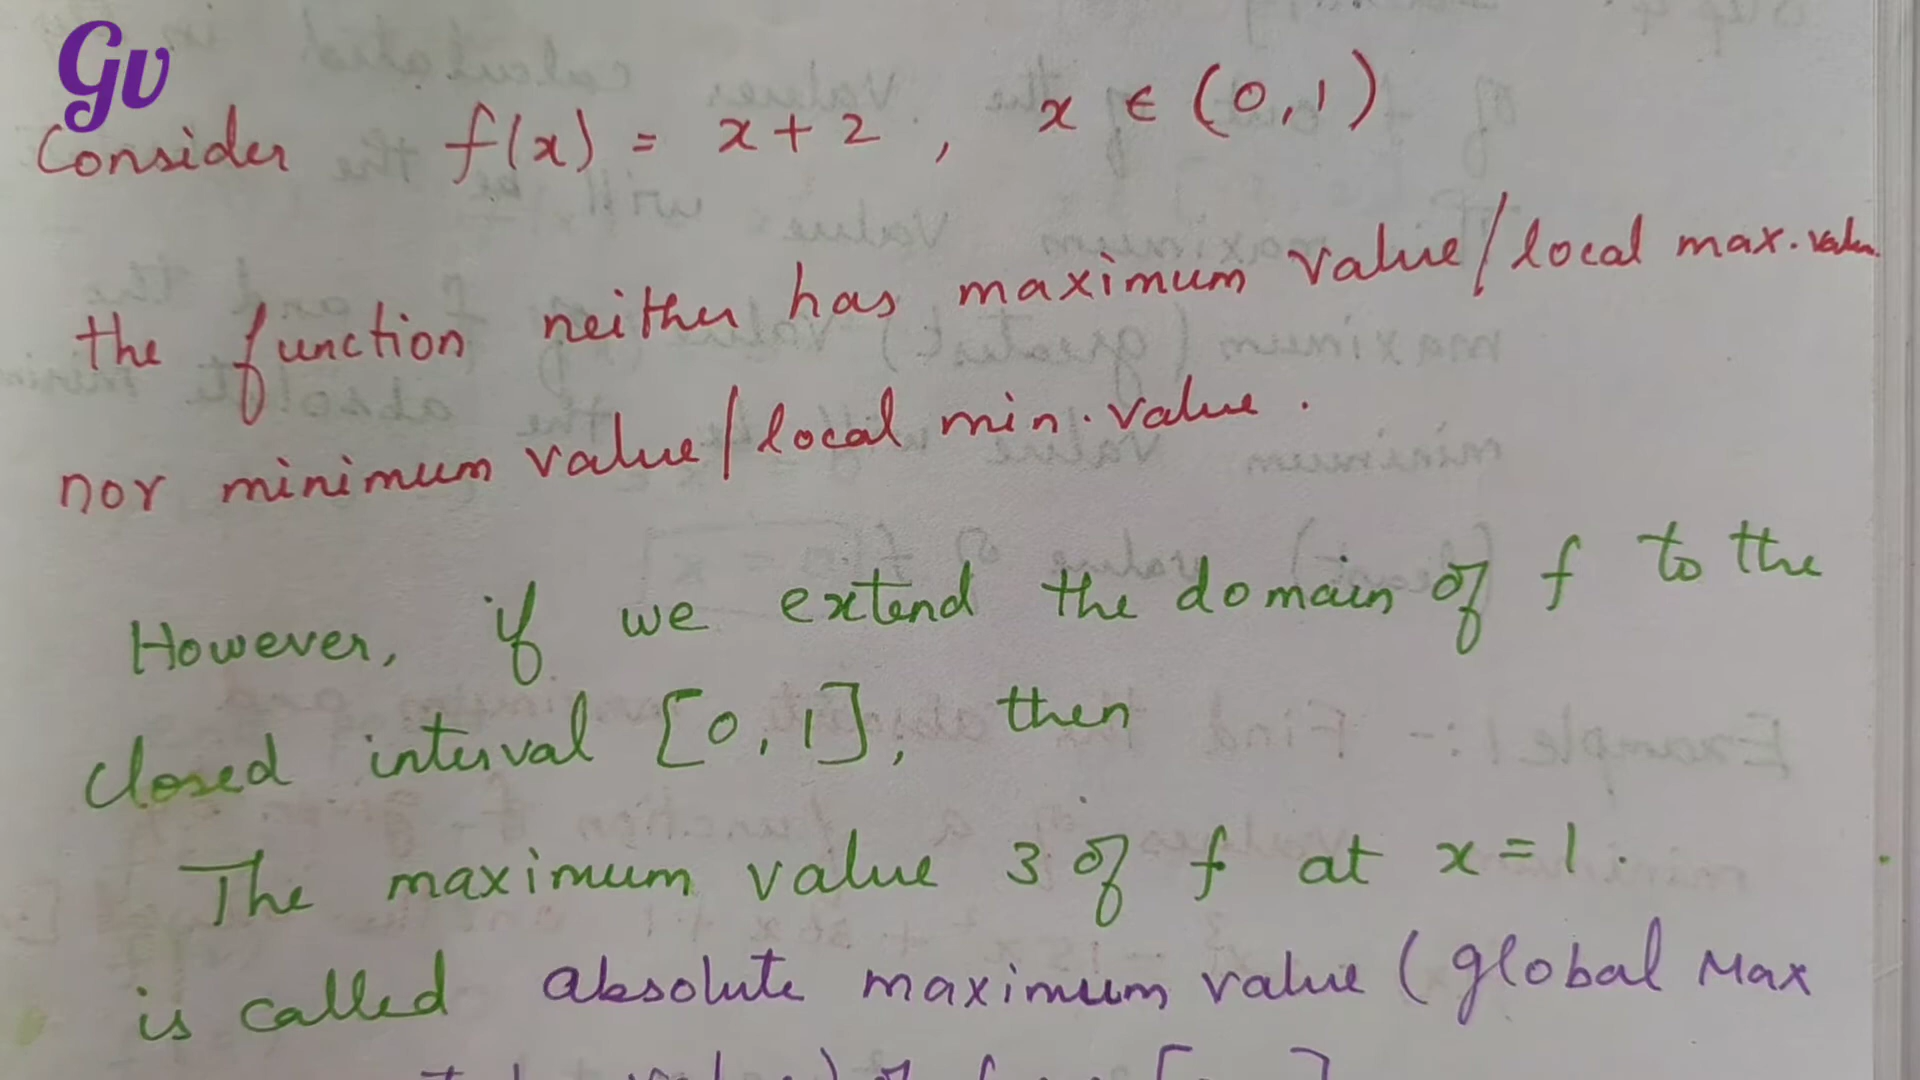 Gv
Consider f(x) = x+2, x ∈ (0,1)
the function neither has maximum value/local max. value
nor minimum value/local min. value.
However, if we extend the domain of f to the
closed interval [0, 1], then
The maximum value 3 of f at x = 1.
is called absolute maximum value (global Max